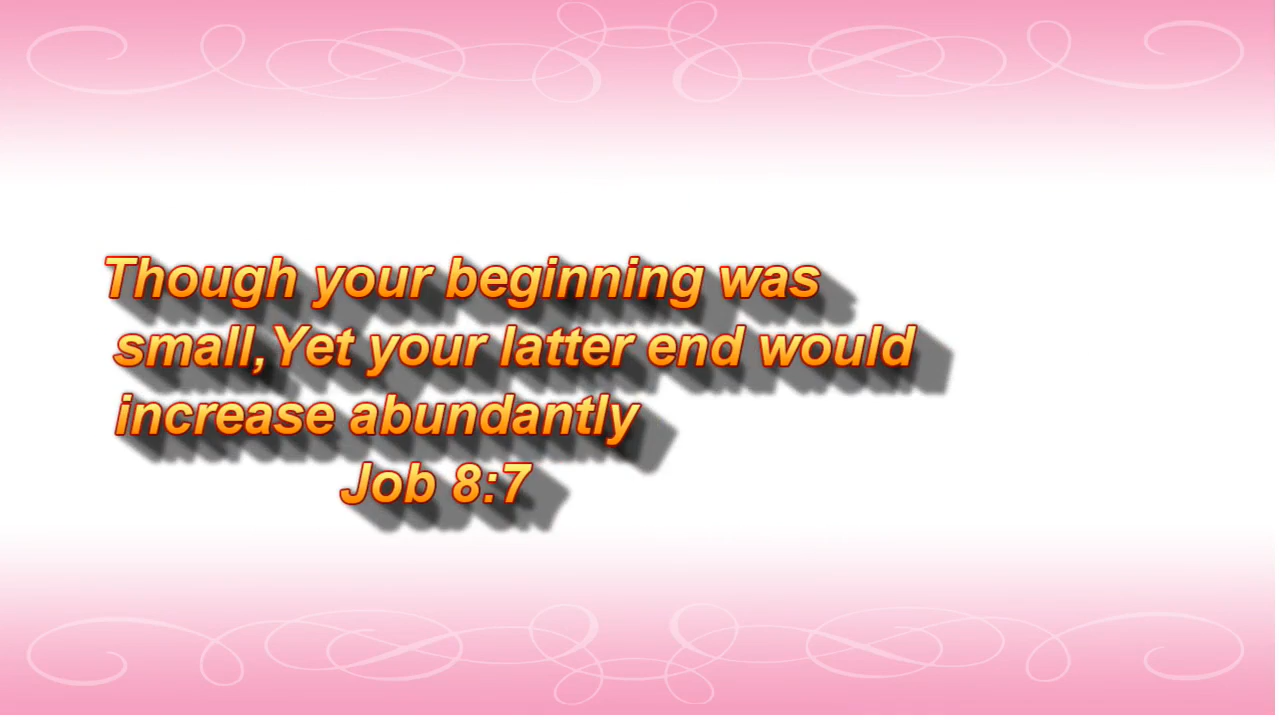 Though your beginning was
small,Yet your latter end would
increase abundantly
Job 8:7